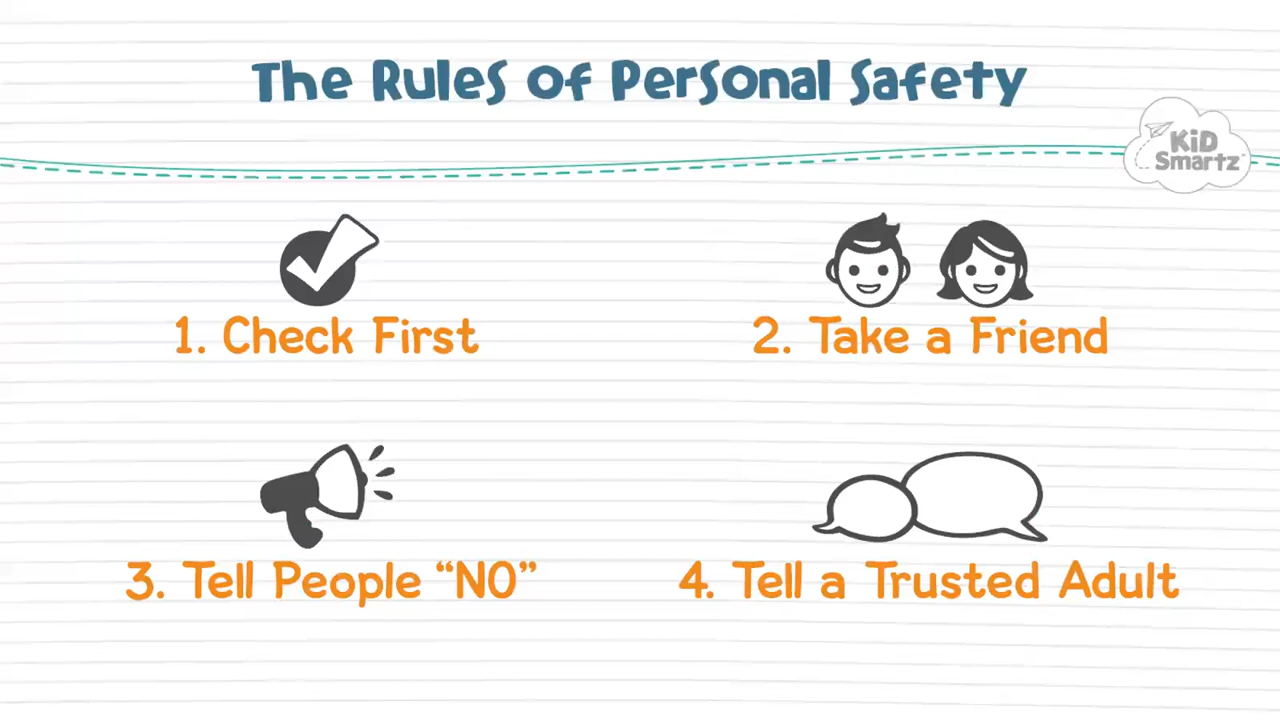 The Rules of Personal Safety
KiD
Smartz
1. Check First
2. Take a Friend
3. Tell People “NO”
4. Tell a Trusted Adult